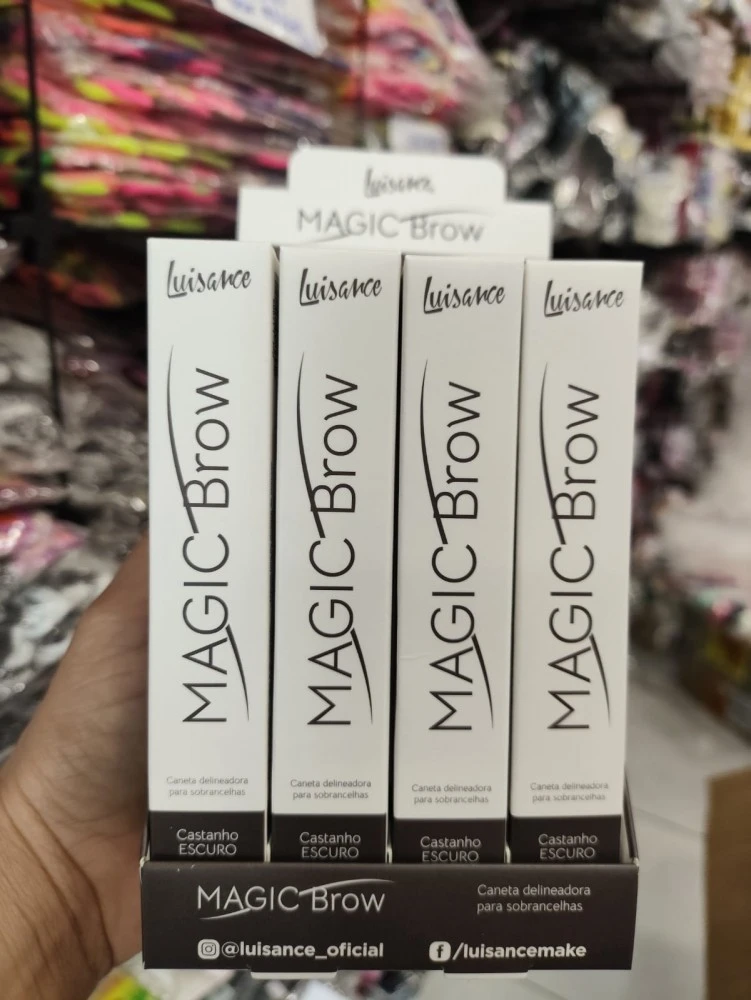 Luisance
MAGIC Brow
Luisance
MAGIC Brow
Caneta delineadora
para sobrancelhas
Castanho
ESCURO
Luisance
MAGIC Brow
Caneta delineadora
para sobrancelhas
Castanho
ESCURO
Luisance
MAGIC Brow
Caneta delineadora
para sobrancelhas
Castanho
ESCURO
Luisance
MAGIC Brow
Caneta delineadora
para sobrancelhas
Castanho
ESCURO
MAGIC Brow
Caneta delineadora
para sobrancelhas
@luisance_oficial
/luisancemake